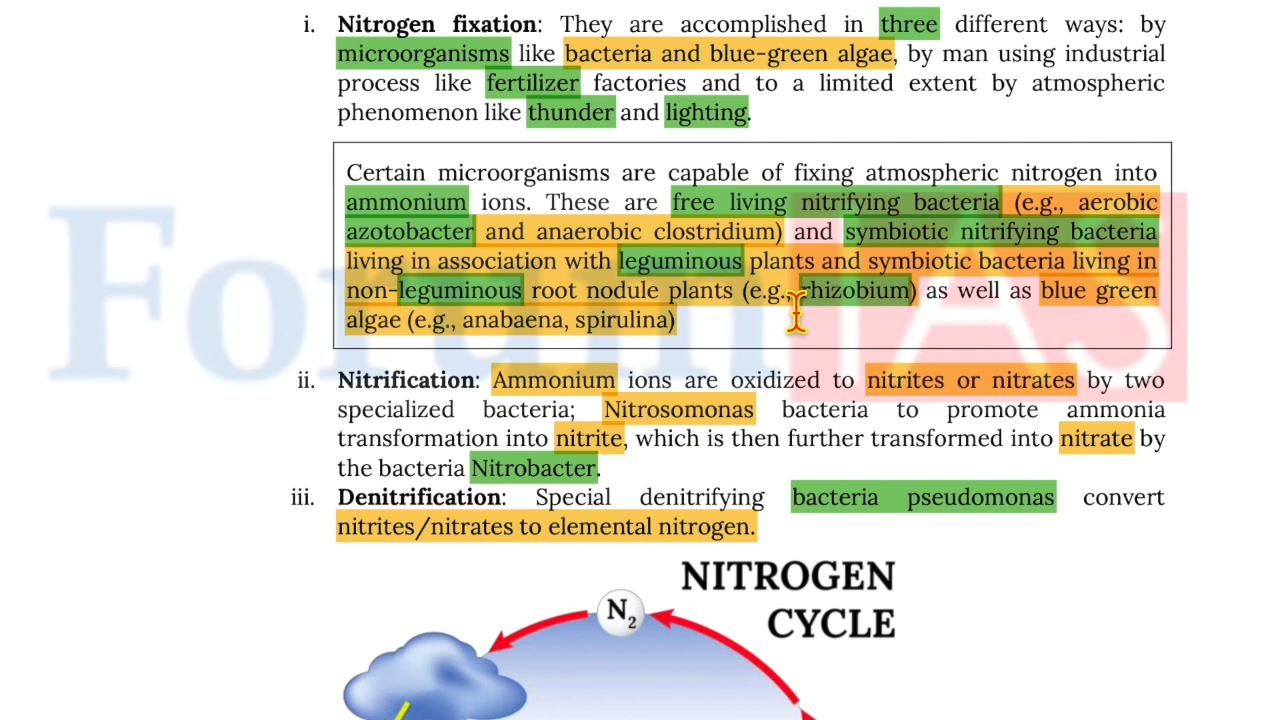 i. Nitrogen fixation: They are accomplished in three different ways: by
microorganisms like bacteria and blue-green algae, by man using industrial
process like fertilizer factories and to a limited extent by atmospheric
phenomenon like thunder and lighting.
Certain microorganisms are capable of fixing atmospheric nitrogen into
ammonium ions. These are free living nitrifying bacteria (e.g., aerobic
azotobacter and anaerobic clostridium) and symbiotic nitrifying bacteria
living in association with leguminous plants and symbiotic bacteria living in
non-leguminous root nodule plants (e.g., rhizobium) as well as blue green
algae (e.g., anabaena, spirulina)
ii. Nitrification: Ammonium ions are oxidized to nitrites or nitrates by two
specialized bacteria; Nitrosomonas bacteria to promote ammonia
transformation into nitrite, which is then further transformed into nitrate by
the bacteria Nitrobacter.
iii. Denitrification: Special denitrifying bacteria pseudomonas convert
nitrites/nitrates to elemental nitrogen.
NITROGEN
CYCLE
N2
Forum IAS